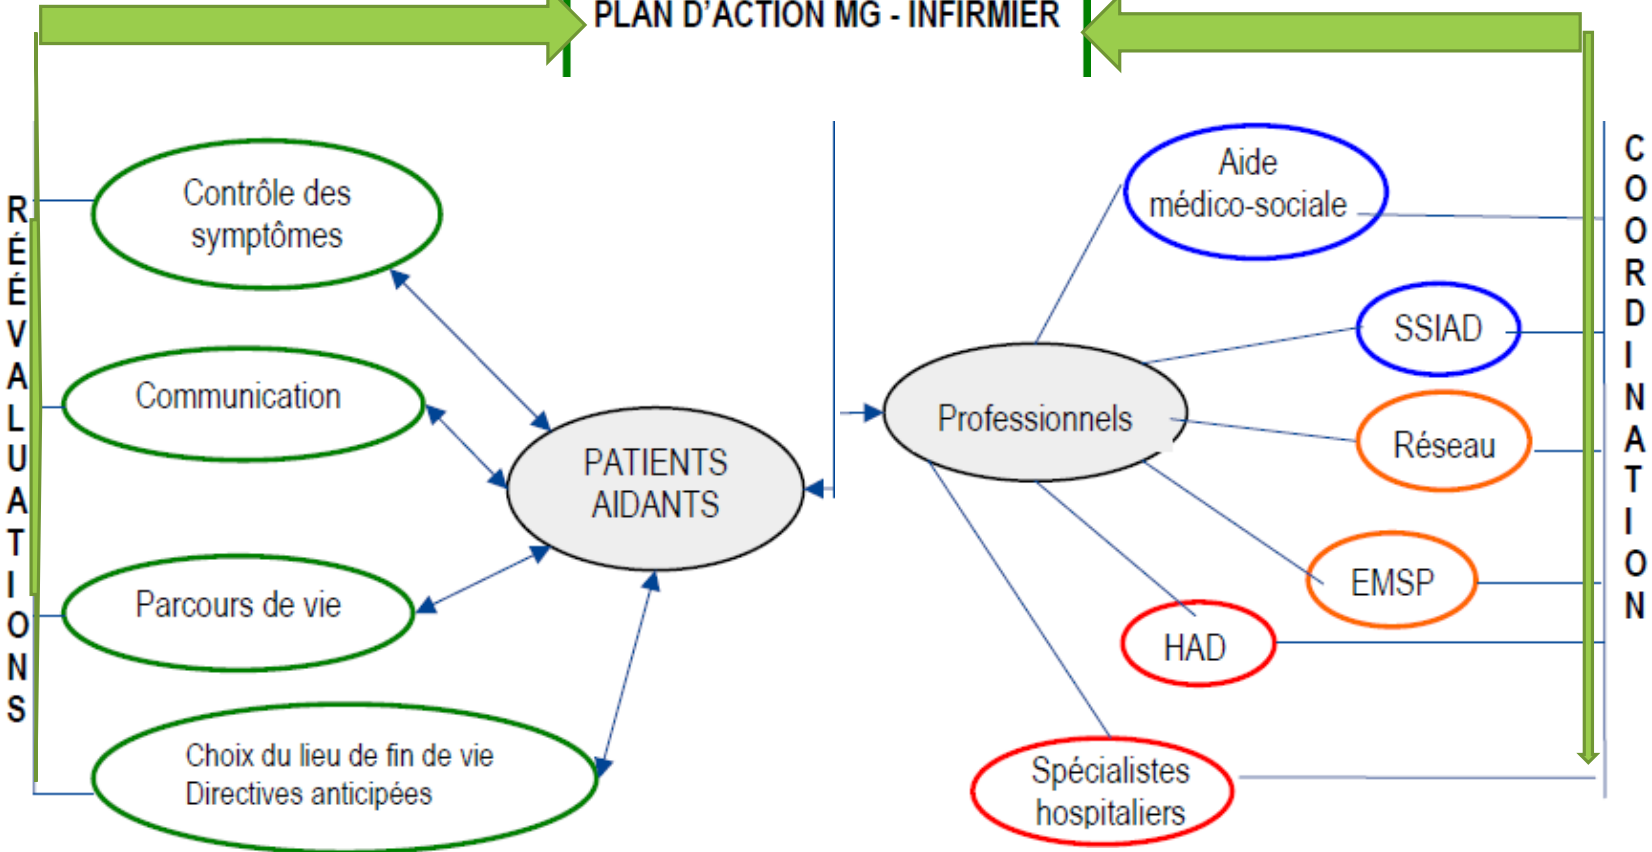 PLAN D'ACTION MG - INFIRMIER
RÉÉVALUATIONS
Contrôle des
symptômes
Communication
Parcours de vie
Choix du lieu de fin de vie
Directives anticipées
PATIENTS
AIDANTS
Professionnels
Aide
médico-sociale
SSIAD
Réseau
EMSP
HAD
Spécialistes
hospitaliers
COORDINATION